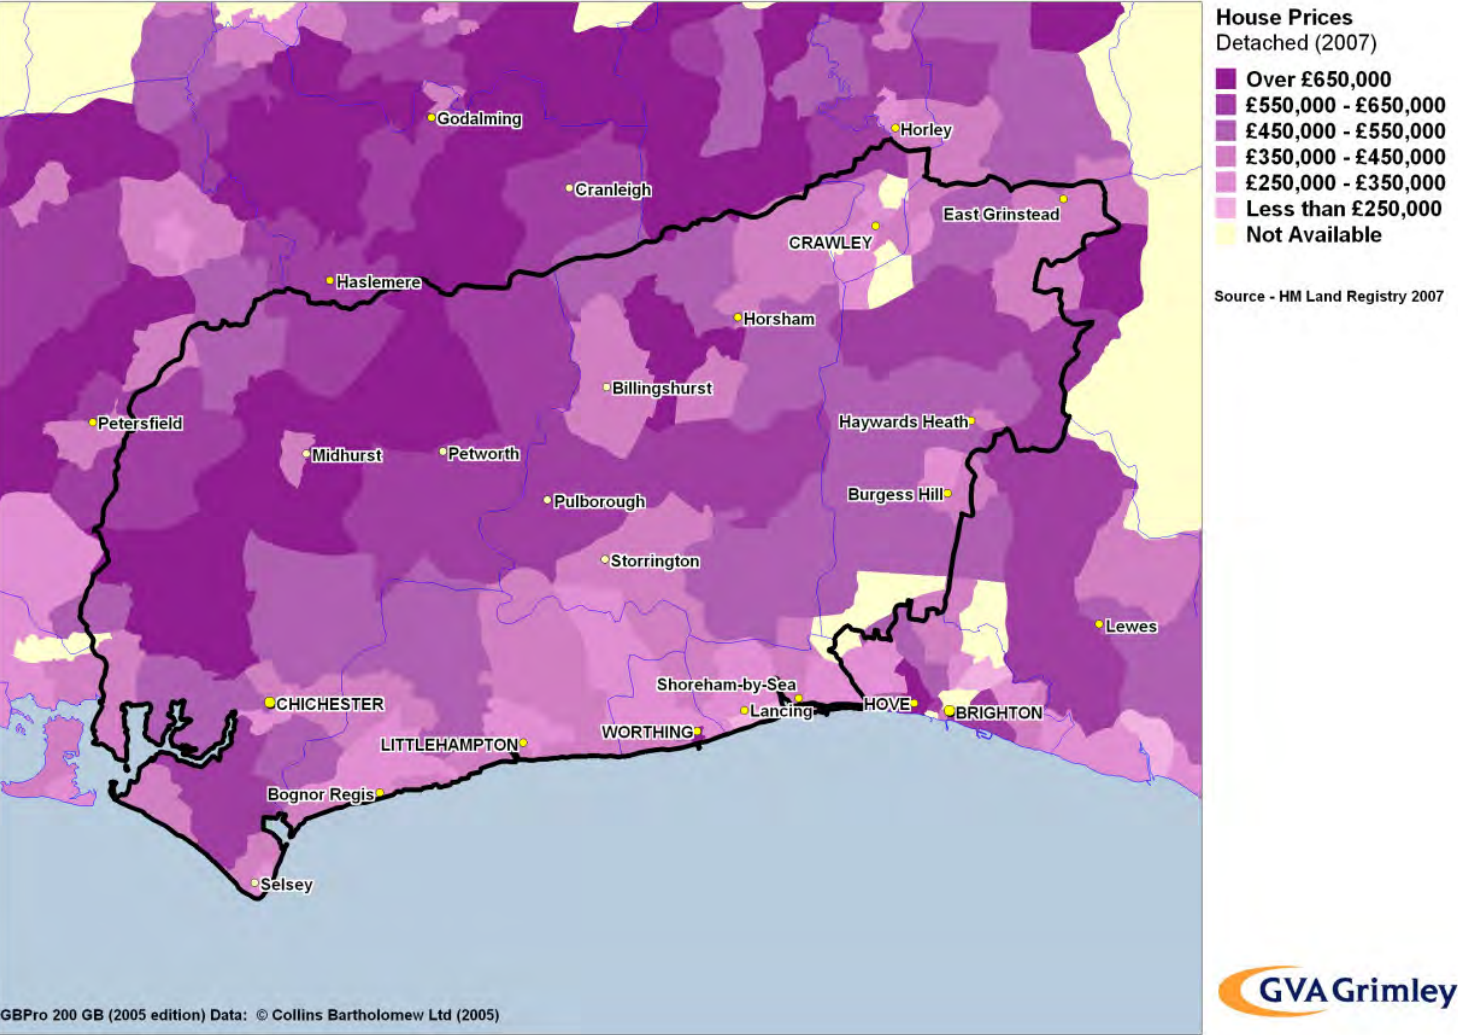 House Prices
Detached (2007)
Over £650,000
£550,000 - £650,000
£450,000 - £550,000
£350,000 - £450,000
£250,000 - £350,000
Less than £250,000
Not Available
Source - HM Land Registry 2007
Godalming
Horley
Cranleigh
East Grinstead
CRAWLEY
Haslemere
Horsham
Billingshurst
Petersfield
Haywards Heath
Midhurst
Petworth
Burgess Hill
Pulborough
Storrington
Lewes
Shoreham-by-Sea
CHICHESTER
HOVE
Lancing
BRIGHTON
WORTHING
LITTLEHAMPTON
Bognor Regis
Selsey
GVA Grimley
GBPro 200 GB (2005 edition) Data: © Collins Bartholomew Ltd (2005)